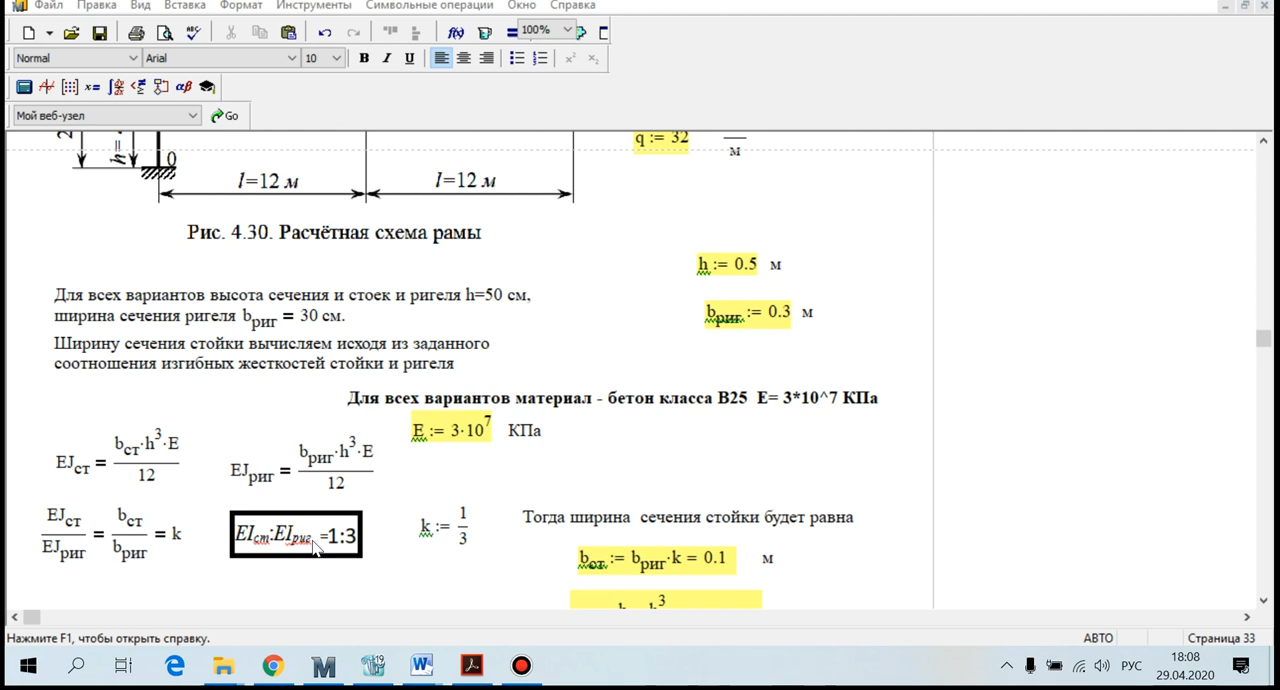 Файл Правка Вид Вставка Формат Инструменты Символьные операции Окно Справка
100%
Normal Arial 10 B I U
Мой веб-узел Go
h=
0
l=12 м l=12 м
q := 32
м
Рис. 4.30. Расчётная схема рамы
h := 0.5 м
Для всех вариантов высота сечения и стоек и ригеля h=50 см,
ширина сечения ригеля bриг = 30 см.
bриг := 0.3 м
Ширину сечения стойки вычисляем исходя из заданного
соотношения изгибных жесткостей стойки и ригеля
Для всех вариантов материал - бетон класса В25 E= 3*10^7 КПа
E := 3·10^7 КПа
EJст = bст·h^3·E / 12
EJриг = bриг·h^3·E / 12
EJст / EJриг = bст / bриг = k
EIст:EIриг. =1:3
k := 1/3
Тогда ширина сечения стойки будет равна
bст := bриг·k = 0.1 м
Нажмите F1, чтобы открыть справку.
АВТО
Страница 33
РУС
18:08
29.04.2020